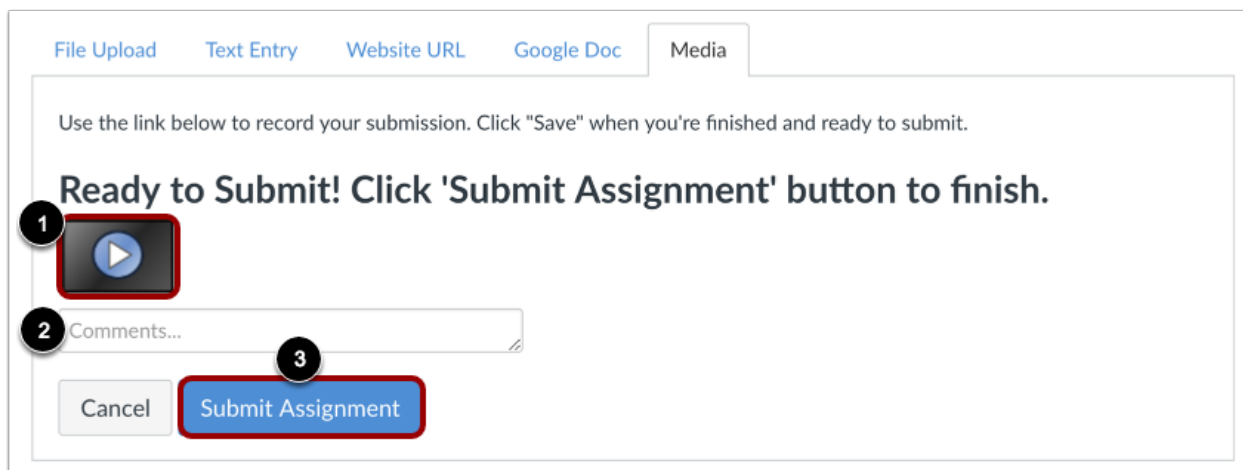 File Upload Text Entry Website URL Google Doc Media
Use the link below to record your submission. Click "Save" when you're finished and ready to submit.
Ready to Submit! Click 'Submit Assignment' button to finish.
1
2 Comments...
3
Cancel Submit Assignment